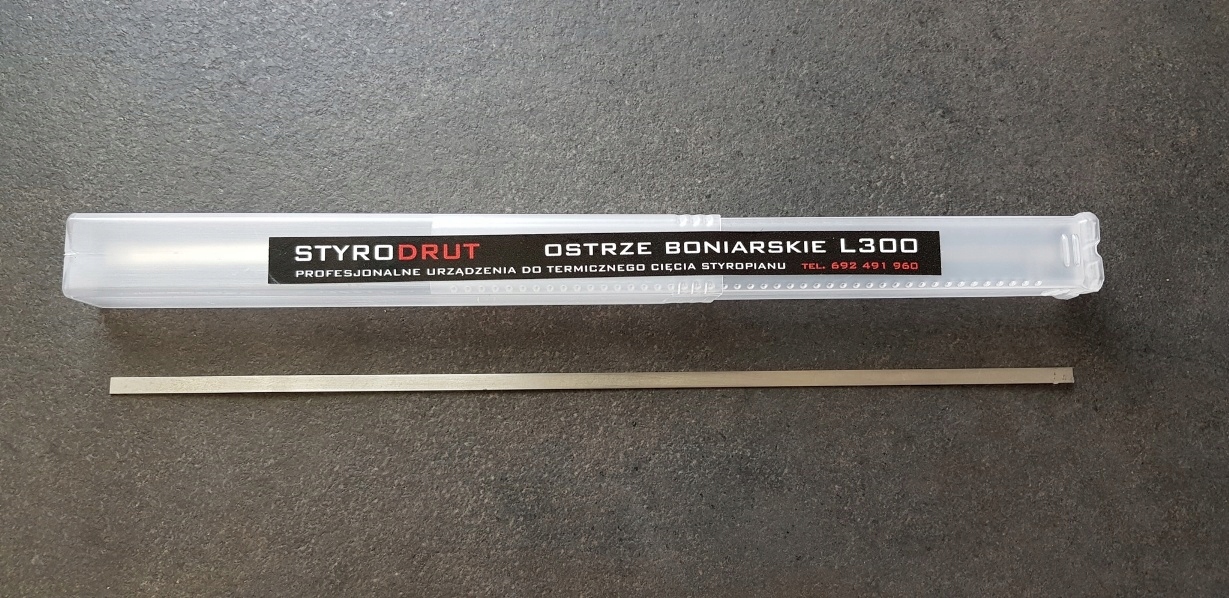 STYRODRUT OSTRZE BONIARSKIE L300
PROFESJONALNE URZĄDZENIA DO TERMICZNEGO CIĘCIA STYROPIANU TEL. 692 491 960